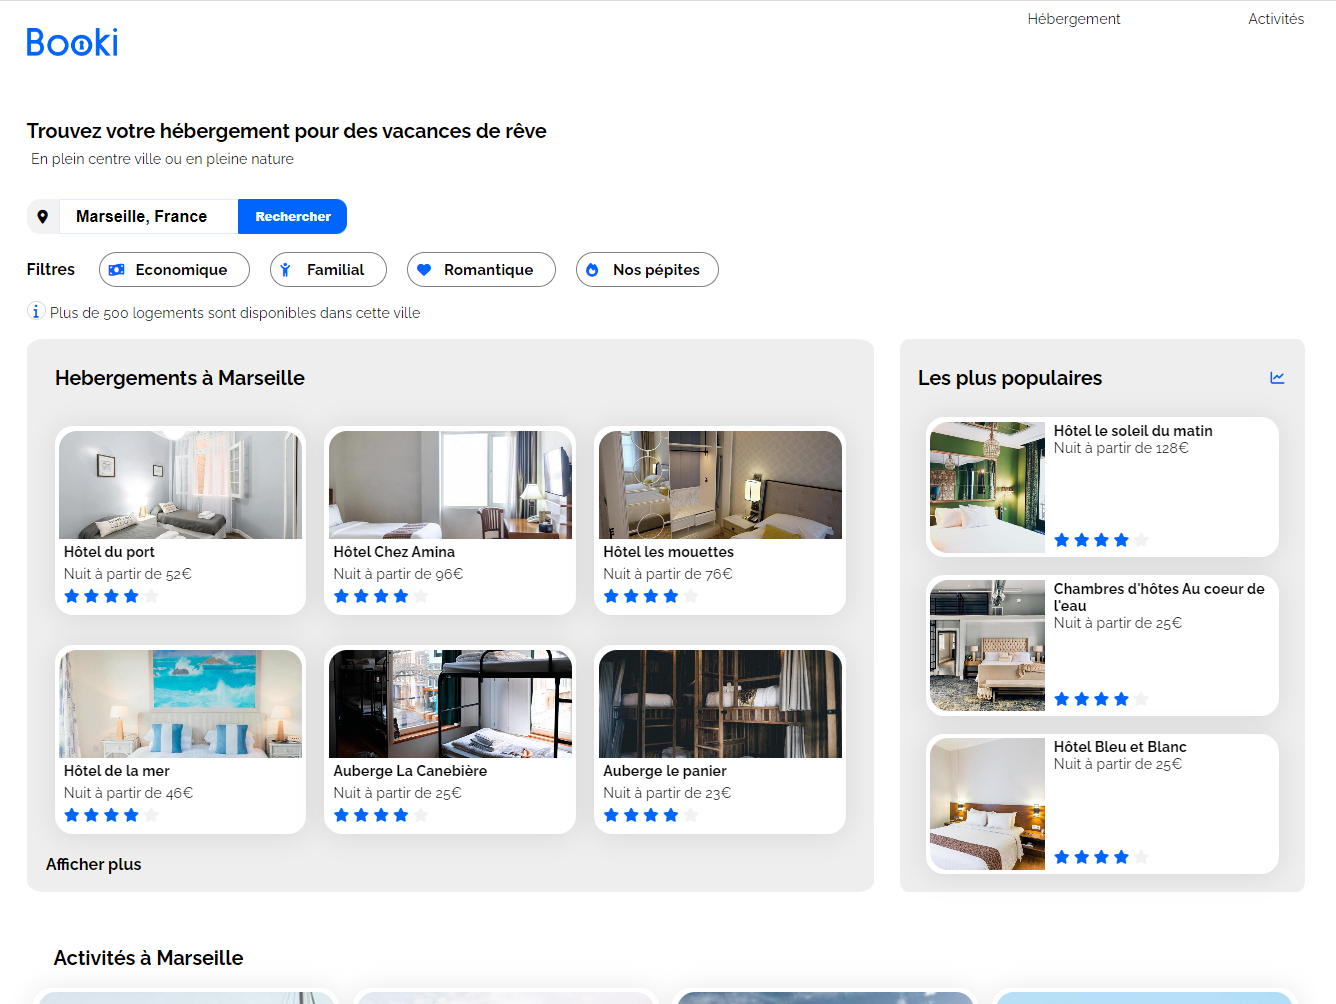 Booki
Hébergement
Activités
Trouvez votre hébergement pour des vacances de rêve
En plein centre ville ou en pleine nature
Marseille, France
Rechercher
Filtres
Economique
Familial
Romantique
Nos pépites
Plus de 500 logements sont disponibles dans cette ville
Hebergements à Marseille
Hôtel du port
Nuit à partir de 52€
Hôtel Chez Amina
Nuit à partir de 96€
Hôtel les mouettes
Nuit à partir de 76€
Hôtel de la mer
Nuit à partir de 46€
Auberge La Canebière
Nuit à partir de 25€
Auberge le panier
Nuit à partir de 23€
Afficher plus
Les plus populaires
Hôtel le soleil du matin
Nuit à partir de 128€
Chambres d'hôtes Au coeur de
l'eau
Nuit à partir de 25€
Hôtel Bleu et Blanc
Nuit à partir de 25€
Activités à Marseille